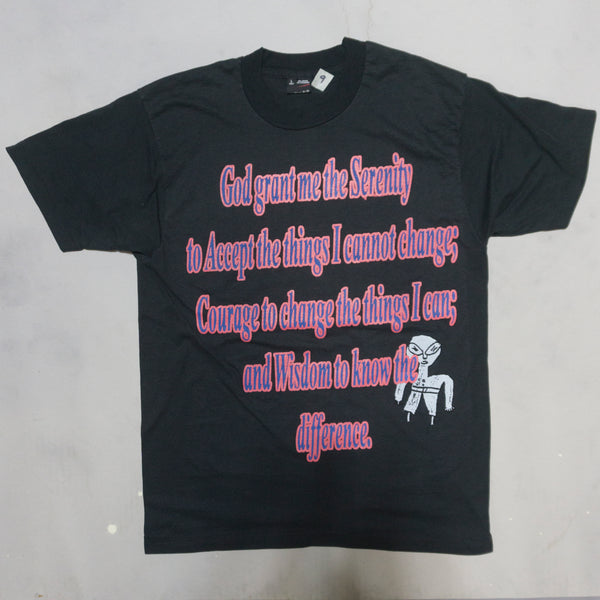 God grant me the Serenity
to Accept the things I cannot change;
Courage to change the things I can;
and Wisdom to know the
difference.
9